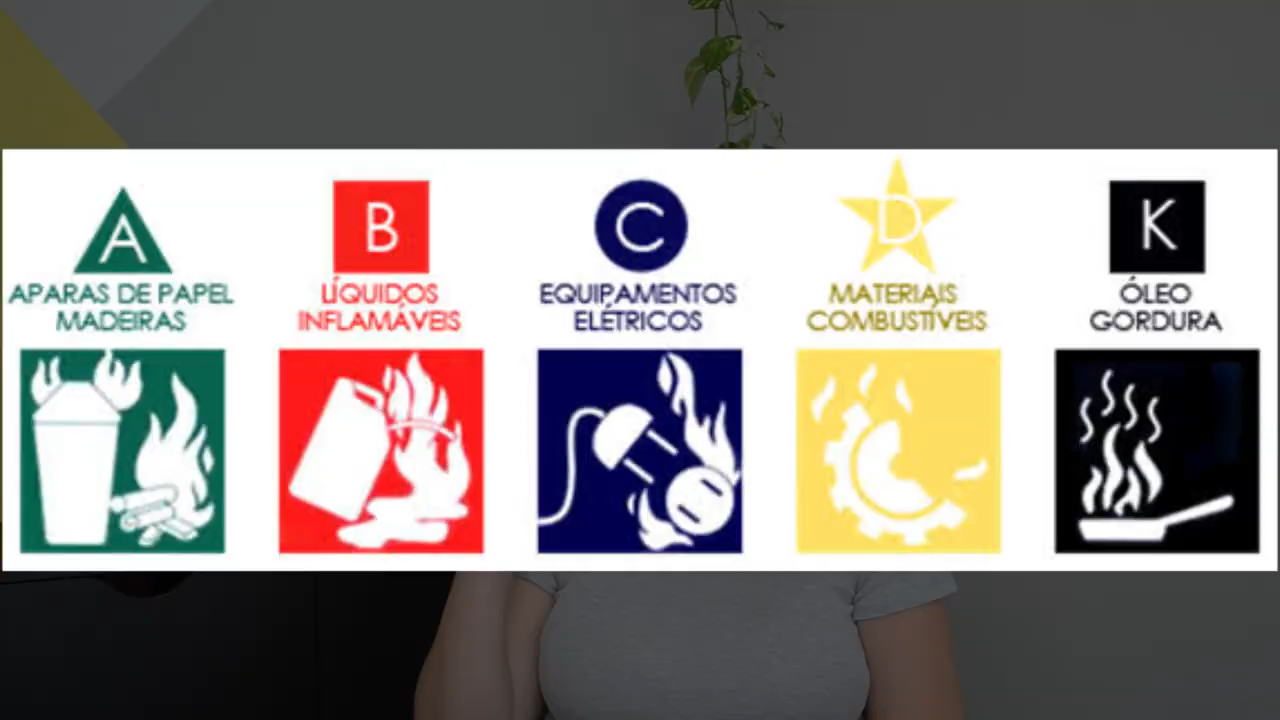 A
APARAS DE PAPEL
MADEIRAS
B
LÍQUIDOS
INFLAMÁVEIS
C
EQUIPAMENTOS
ELÉTRICOS
D
MATERIAIS
COMBUSTÍVEIS
K
ÓLEO
GORDURA